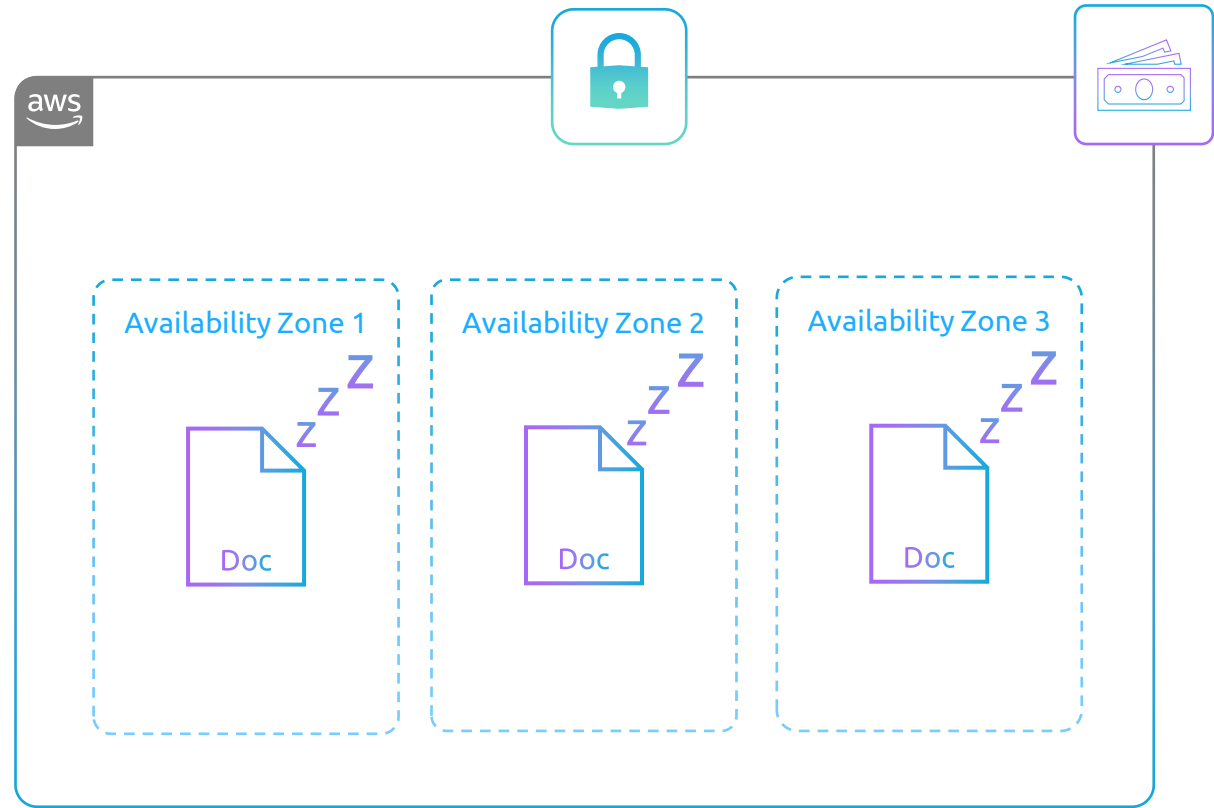 aws
Availability Zone 1
Availability Zone 2
Availability Zone 3
z z z
z z z
z z z
Doc
Doc
Doc